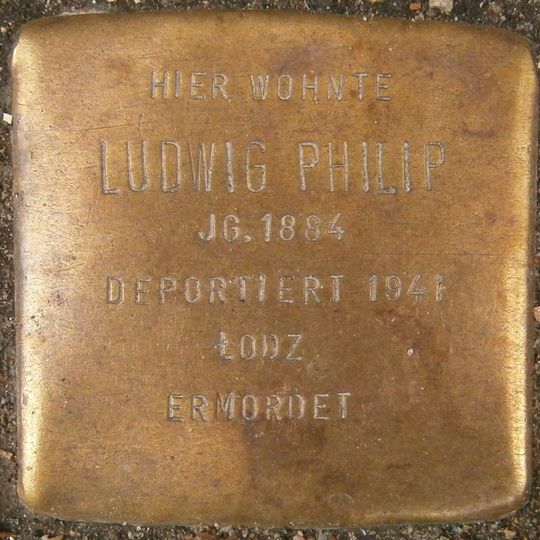 HIER WOHNTE
LUDWIG PHILIP
JG. 1884
DEPORTIERT 1941
ŁODZ
ERMORDET